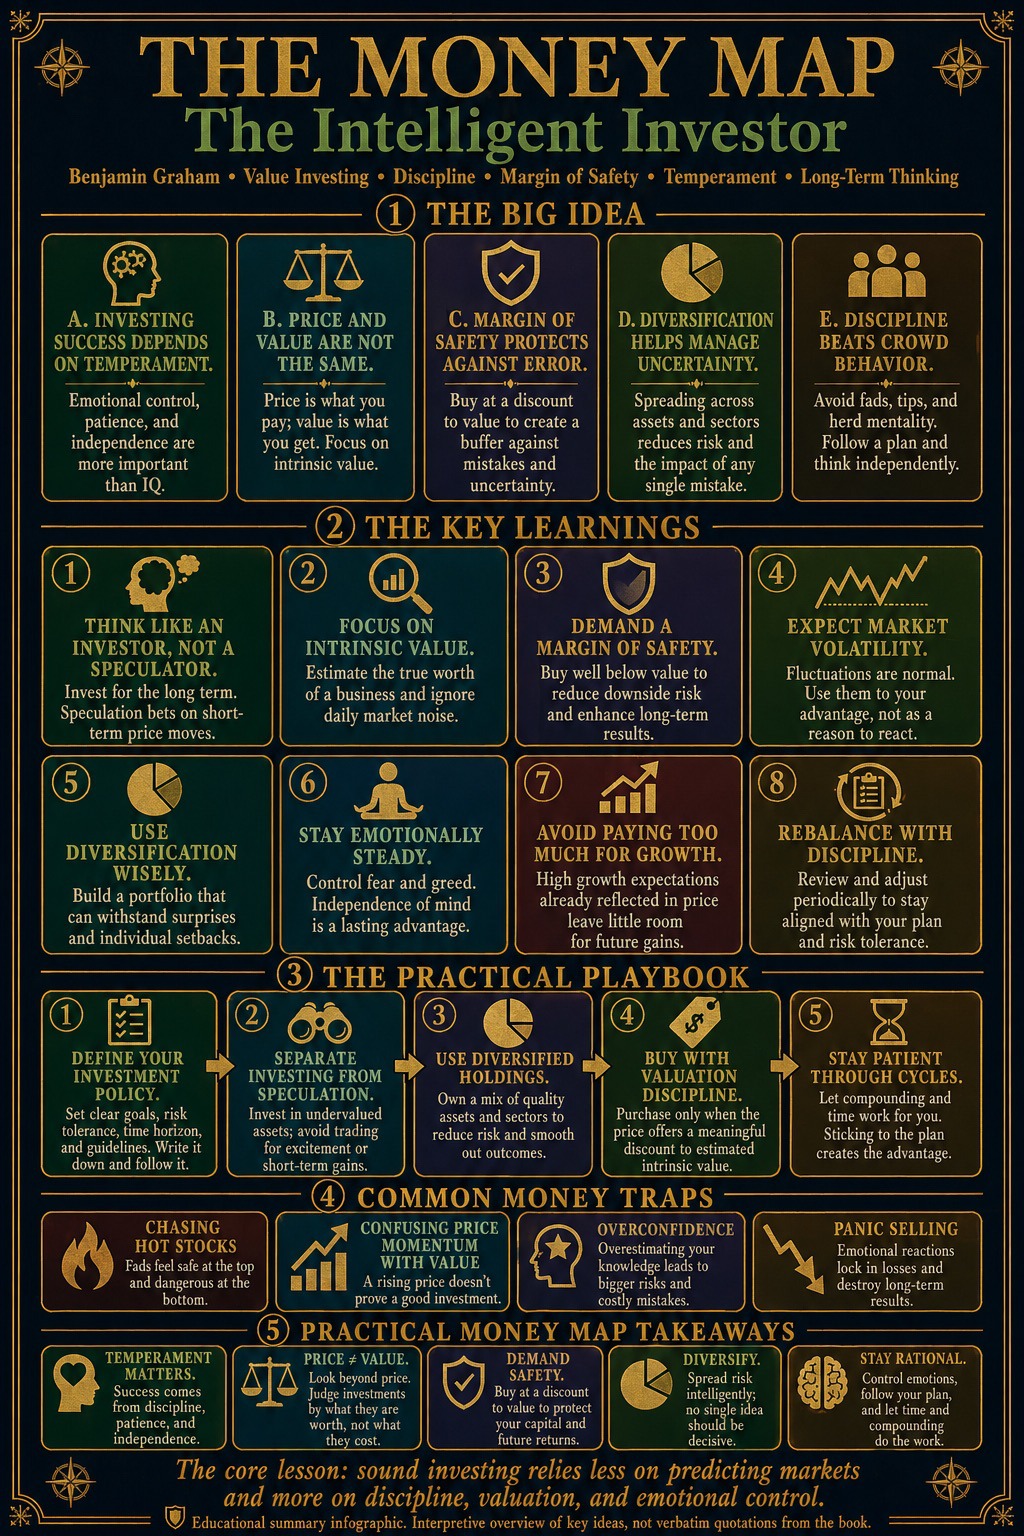 THE MONEY MAP
The Intelligent Investor
Benjamin Graham • Value Investing • Discipline • Margin of Safety • Temperament • Long-Term Thinking
1 THE BIG IDEA
A. INVESTING
SUCCESS DEPENDS
ON TEMPERAMENT.
Emotional control,
patience, and
independence are
more important
than IQ.
B. PRICE AND
VALUE ARE NOT
THE SAME.
Price is what you
pay; value is what
you get. Focus on
intrinsic value.
C. MARGIN OF
SAFETY PROTECTS
AGAINST ERROR.
Buy at a discount
to value to create a
buffer against
mistakes and
uncertainty.
D. DIVERSIFICATION
HELPS MANAGE
UNCERTAINTY.
Spreading across
assets and sectors
reduces risk and
the impact of any
single mistake.
E. DISCIPLINE
BEATS CROWD
BEHAVIOR.
Avoid fads, tips, and
herd mentality.
Follow a plan and
think independently.
2 THE KEY LEARNINGS
1
THINK LIKE AN
INVESTOR, NOT A
SPECULATOR.
Invest for the long term.
Speculation bets on short-
term price moves.
2
FOCUS ON
INTRINSIC VALUE.
Estimate the true worth
of a business and ignore
daily market noise.
3
DEMAND A
MARGIN OF SAFETY.
Buy well below value to
reduce downside risk
and enhance long-term
results.
4
EXPECT MARKET
VOLATILITY.
Fluctuations are normal.
Use them to your
advantage, not as a
reason to react.
5
USE
DIVERSIFICATION
WISELY.
Build a portfolio that
can withstand surprises
and individual setbacks.
6
STAY EMOTIONALLY
STEADY.
Control fear and greed.
Independence of mind
is a lasting advantage.
7
AVOID PAYING TOO
MUCH FOR GROWTH.
High growth expectations
already reflected in price
leave little room
for future gains.
8
REBALANCE WITH
DISCIPLINE.
Review and adjust
periodically to stay
aligned with your plan
and risk tolerance.
3 THE PRACTICAL PLAYBOOK
1
DEFINE YOUR
INVESTMENT
POLICY.
Set clear goals, risk
tolerance, time horizon,
and guidelines. Write it
down and follow it.
2
SEPARATE
INVESTING FROM
SPECULATION.
Invest in undervalued
assets; avoid trading
for excitement or
short-term gains.
3
USE DIVERSIFIED
HOLDINGS.
Own a mix of quality
assets and sectors to
reduce risk and smooth
out outcomes.
4
$
BUY WITH
VALUATION
DISCIPLINE.
Purchase only when the
price offers a meaningful
discount to estimated
intrinsic value.
5
STAY PATIENT
THROUGH CYCLES.
Let compounding and
time work for you.
Sticking to the plan
creates the advantage.
4 COMMON MONEY TRAPS
CHASING
HOT STOCKS
Fads feel safe at the top
and dangerous at the
bottom.
CONFUSING PRICE
MOMENTUM
WITH VALUE
A rising price doesn't
prove a good investment.
OVERCONFIDENCE
Overestimating your
knowledge leads to
bigger risks and
costly mistakes.
PANIC SELLING
Emotional reactions
lock in losses and
destroy long-term
results.
5 PRACTICAL MONEY MAP TAKEAWAYS
TEMPERAMENT
MATTERS.
Success comes
from discipline,
patience, and
independence.
PRICE ≠ VALUE.
Look beyond price.
Judge investments
by what they are
worth, not what
they cost.
DEMAND
SAFETY.
Buy at a discount
to value to protect
your capital and
future returns.
DIVERSIFY.
Spread risk
intelligently;
no single idea
should be
decisive.
STAY RATIONAL.
Control emotions,
follow your plan,
and let time and
compounding
do the work.
The core lesson: sound investing relies less on predicting markets
and more on discipline, valuation, and emotional control.
Educational summary infographic. Interpretive overview of key ideas, not verbatim quotations from the book.